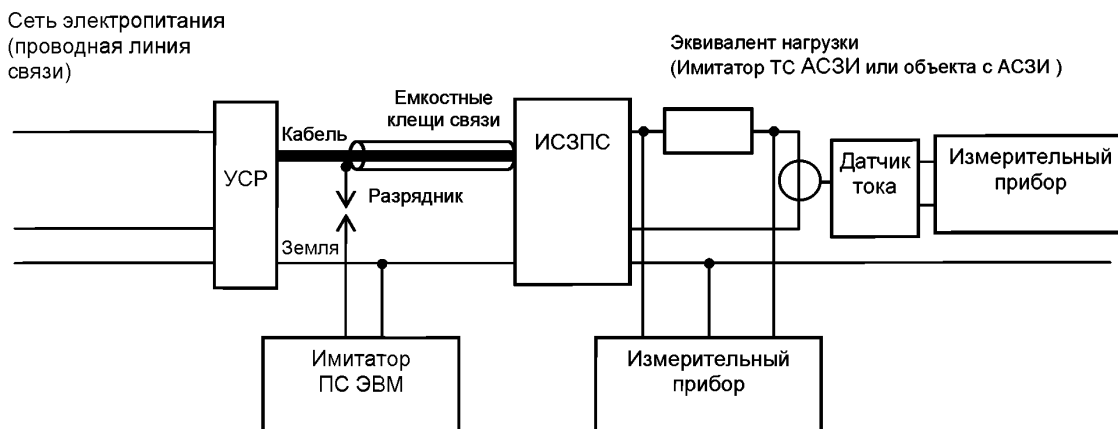 Сеть электропитания
(проводная линия
связи)
Эквивалент нагрузки
(Имитатор ТС АСЗИ или объекта с АСЗИ )
Емкостные
клещи связи
Кабель
УСР
ИСЗПС
Датчик
тока
Измерительный
прибор
Разрядник
Земля
Имитатор
ПС ЭВМ
Измерительный
прибор